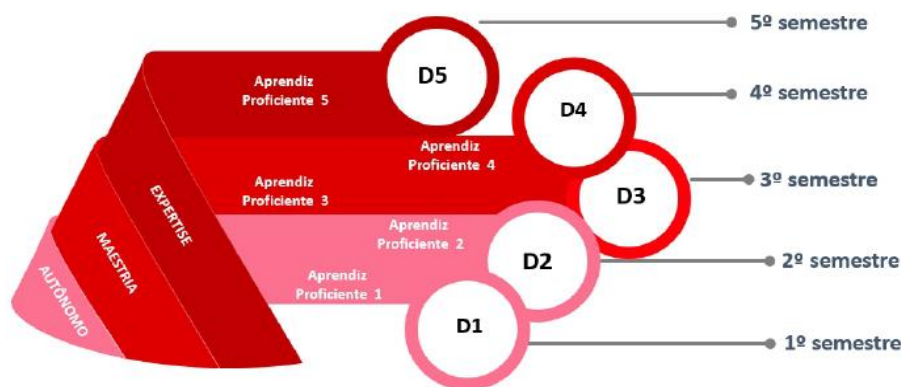 5º semestre
D5
Aprendiz
Proficiente 5
4º semestre
D4
Aprendiz
Proficiente 4
Aprendiz
Proficiente 3
3º semestre
D3
EXPERTISE
MAESTRIA
AUTÔNOMO
Aprendiz
Proficiente 2
D2
2º semestre
Aprendiz
Proficiente 1
D1
1º semestre